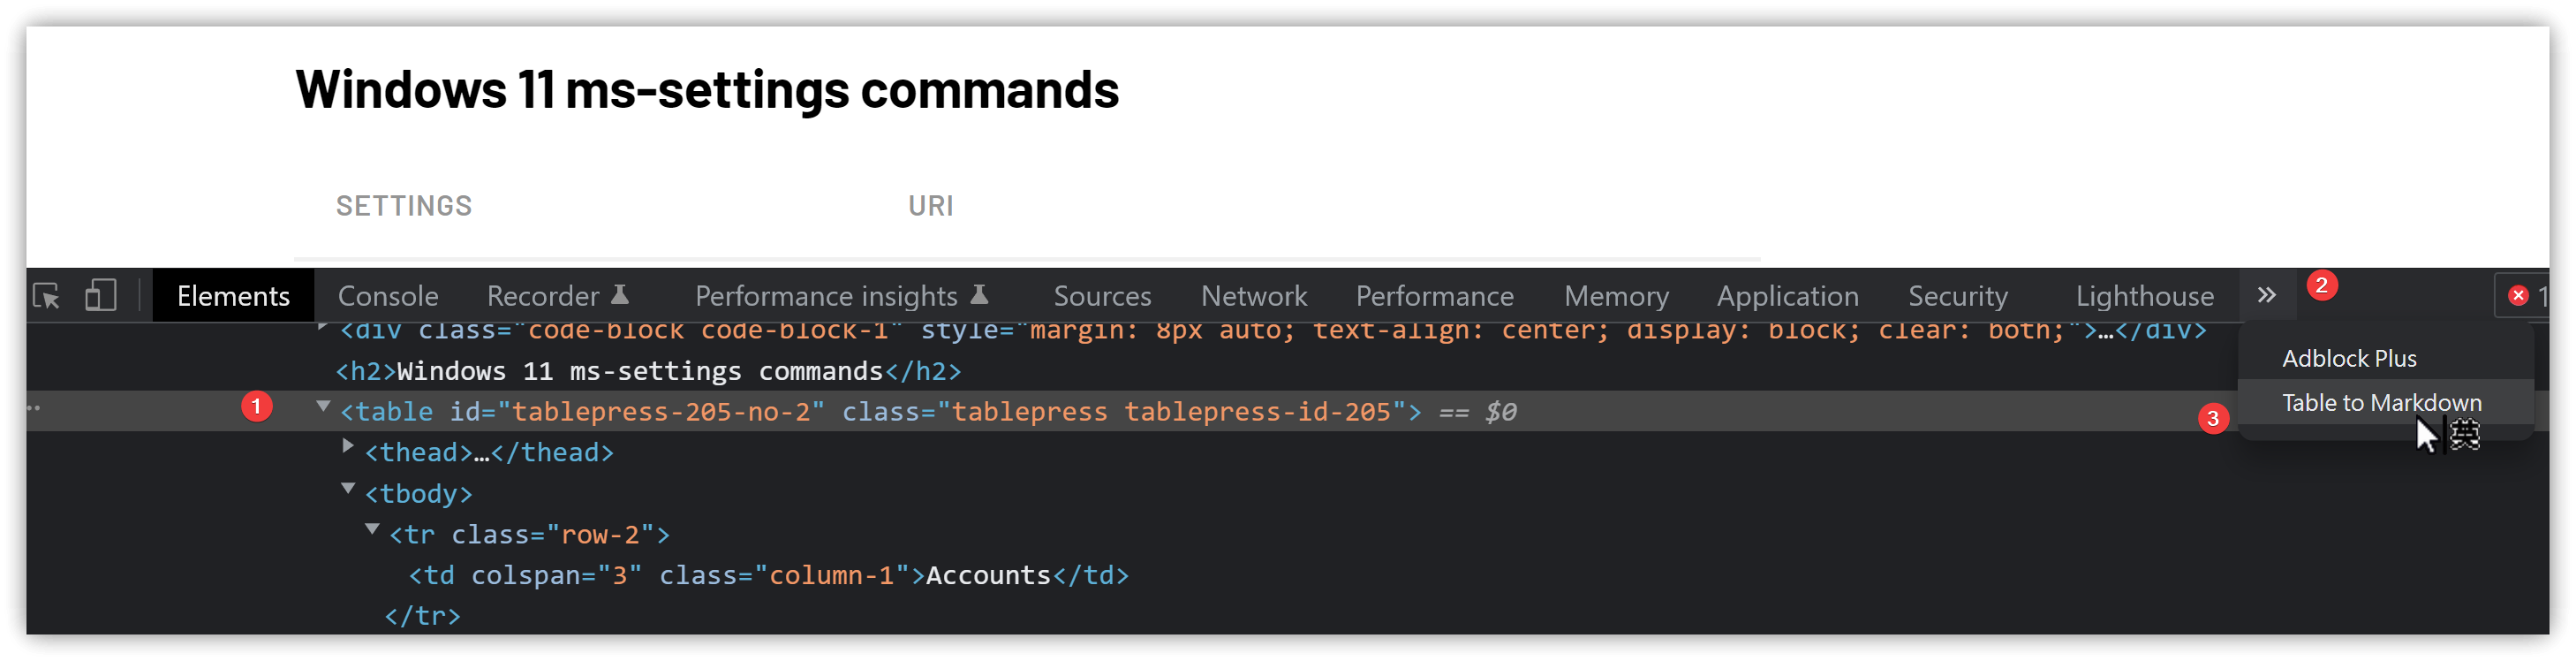 Windows 11 ms-settings commands
SETTINGS URI
Elements Console Recorder Performance insights Sources Network Performance Memory Application Security Lighthouse » 2 1
<div class="code-block code-block-1" style="margin: 8px auto; text-align: center; display: block; clear: both;">…</div>
<h2>Windows 11 ms-settings commands</h2>
Adblock Plus
1 <table id="tablepress-205-no-2" class="tablepress tablepress-id-205"> == $0
3 Table to Markdown
英
<thead>…</thead>
<tbody>
<tr class="row-2">
<td colspan="3" class="column-1">Accounts</td>
</tr>